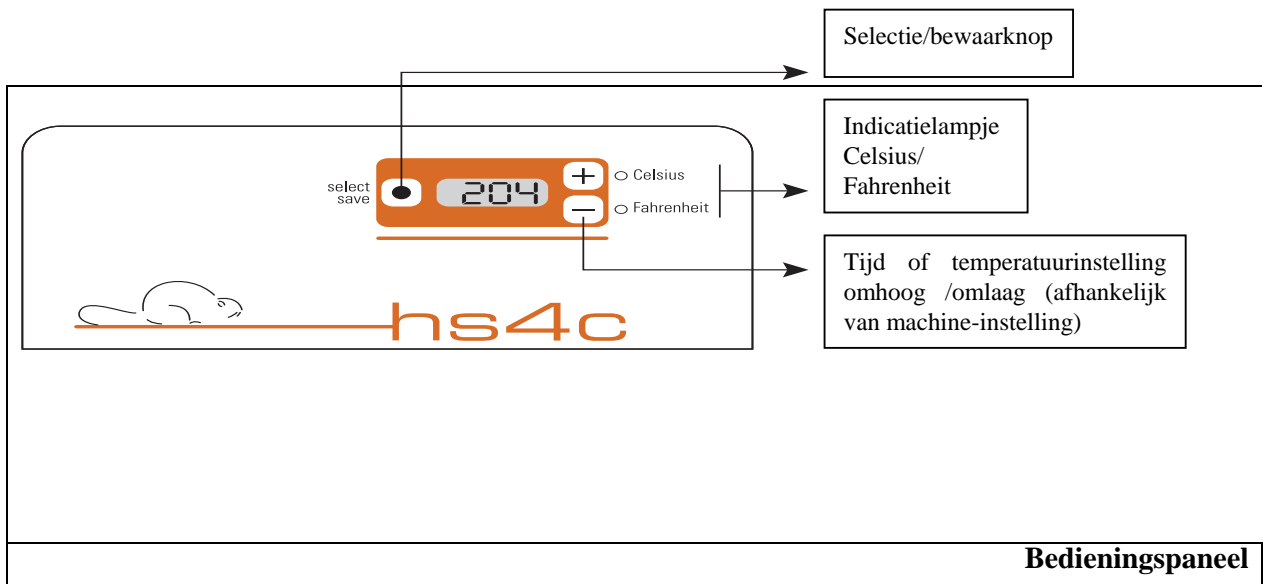 Selectie/bewaarknop
Indicatielampje
Celsius/
Fahrenheit
select
save
204
Celsius
Fahrenheit
Tijd of temperatuurinstelling
omhoog /omlaag (afhankelijk
van machine-instelling)
hs4c
Bedieningspaneel